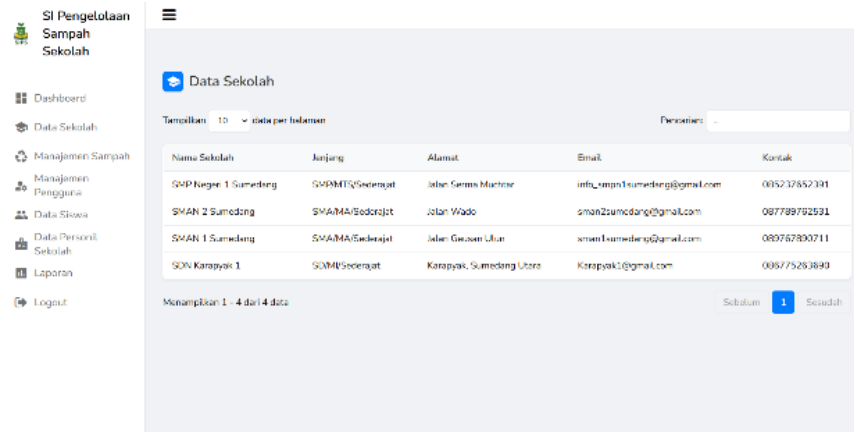 SI Pengelolaan
Sampah
Sekolah
Dashboard
Data Sekolah
Manajemen Sampah
Manajemen
Pengguna
Data Siswa
Data Personil
Sekolah
Laporan
Logout
Data Sekolah
Tampilkan 10 data per halaman
Pencarian:
Nama Sekolah Jenjang Alamat Email Kontak
SMP Negeri 1 Sumedang SMP/MTS/Sederajat Jalan Serma Muchtar info_smpn1sumedang@gmail.com 085237652391
SMAN 2 Sumedang SMA/MA/Sederajat Jalan Wado sman2sumedang@gmail.com 087789762531
SMAN 1 Sumedang SMA/MA/Sederajat Jalan Geusan Ulun sman1sumedang@gmail.com 089767890711
SDN Karapyak 1 SD/MI/Sederajat Karapyak, Sumedang Utara Karapyak1@gmail.com
Menampilkan 1 - 4 dari 4 data
Sebelum 1 Sesudah